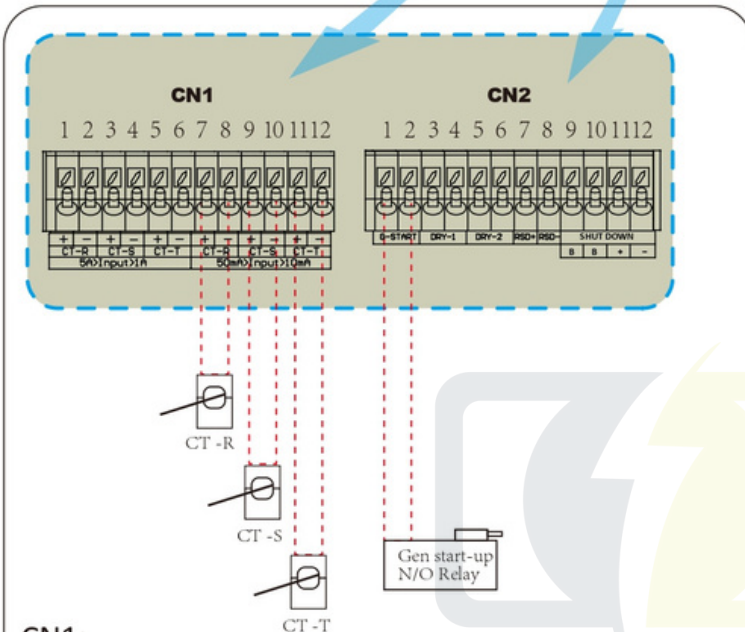 CN1 CN2
1 2 3 4 5 6 7 8 9 10 11 12 1 2 3 4 5 6 7 8 9 10 11 12
+ - + - + - + - + - + - G-START DRY-1 DRY-2 RSD+ RSD- SHUT DOWN
CT-R CT-S CT-T CT-R CT-S CT-T B B + -
5A>Input>1A 50mA>Input>10mA
CT -R
CT -S
Gen start-up
N/O Relay
CT -T
CN1